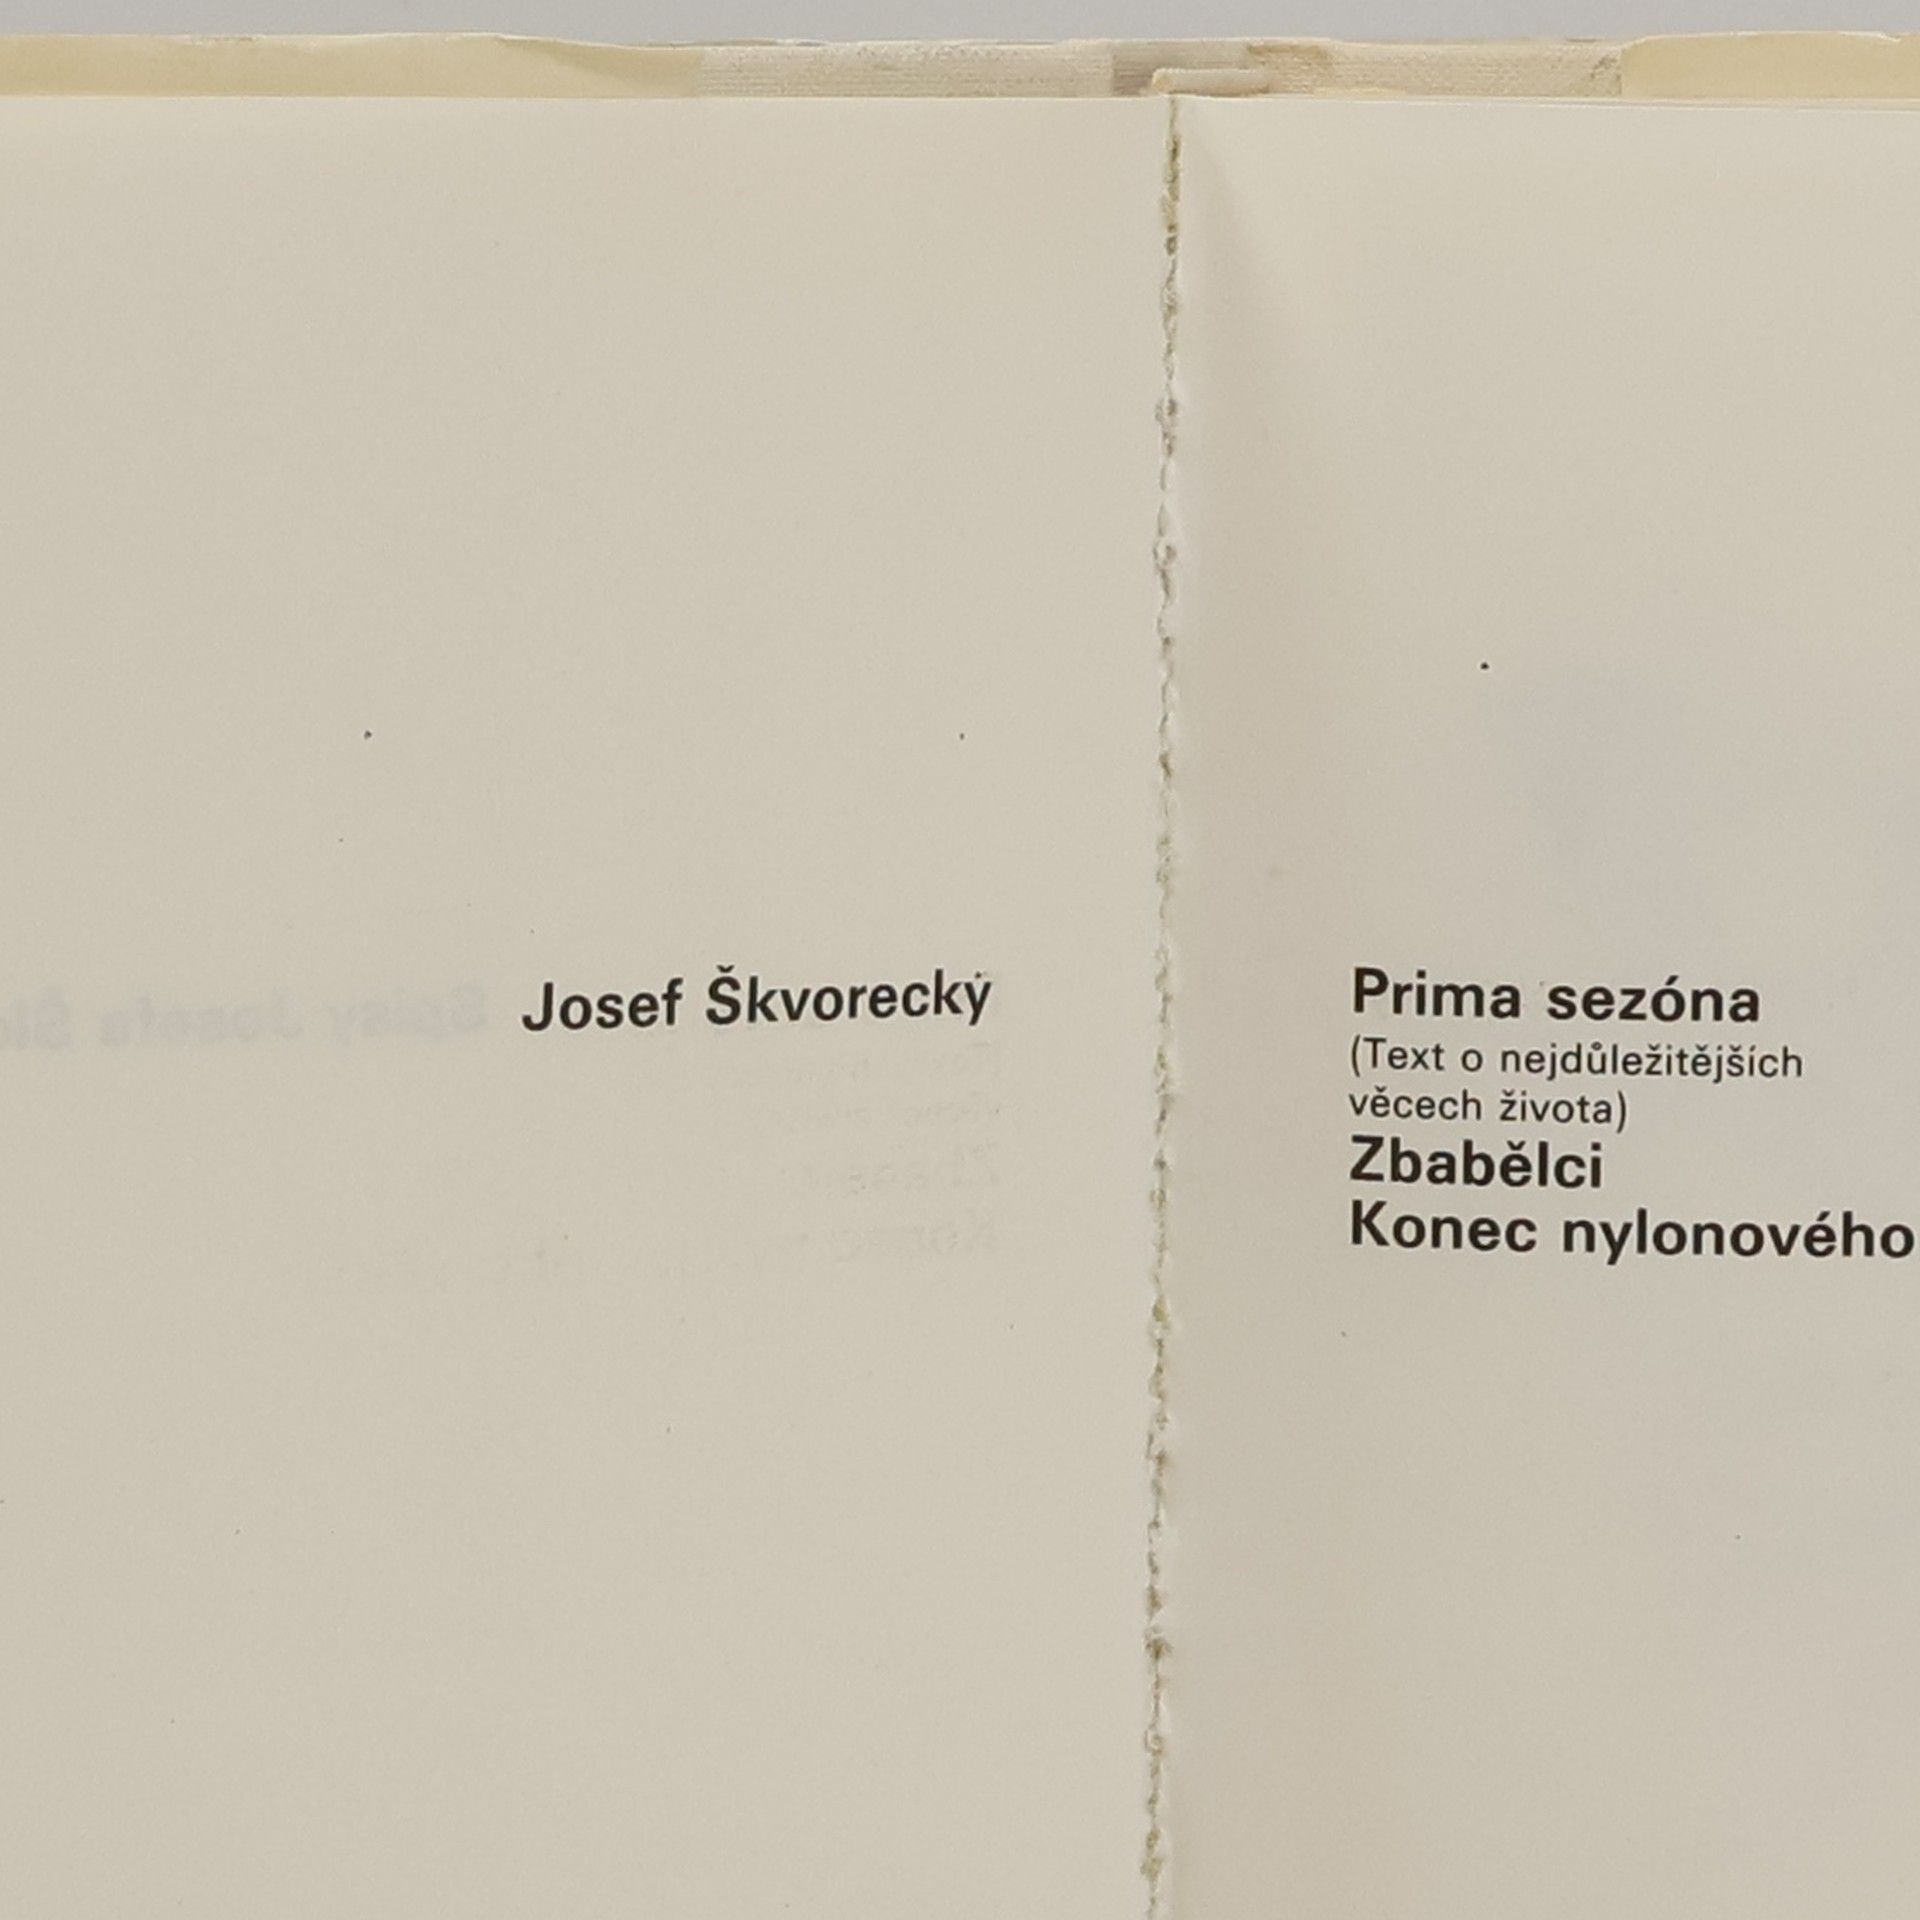 Josef Škvorecký
Prima sezóna
(Text o nejdůležitějších
věcech života)
Zbabělci
Konec nylonového